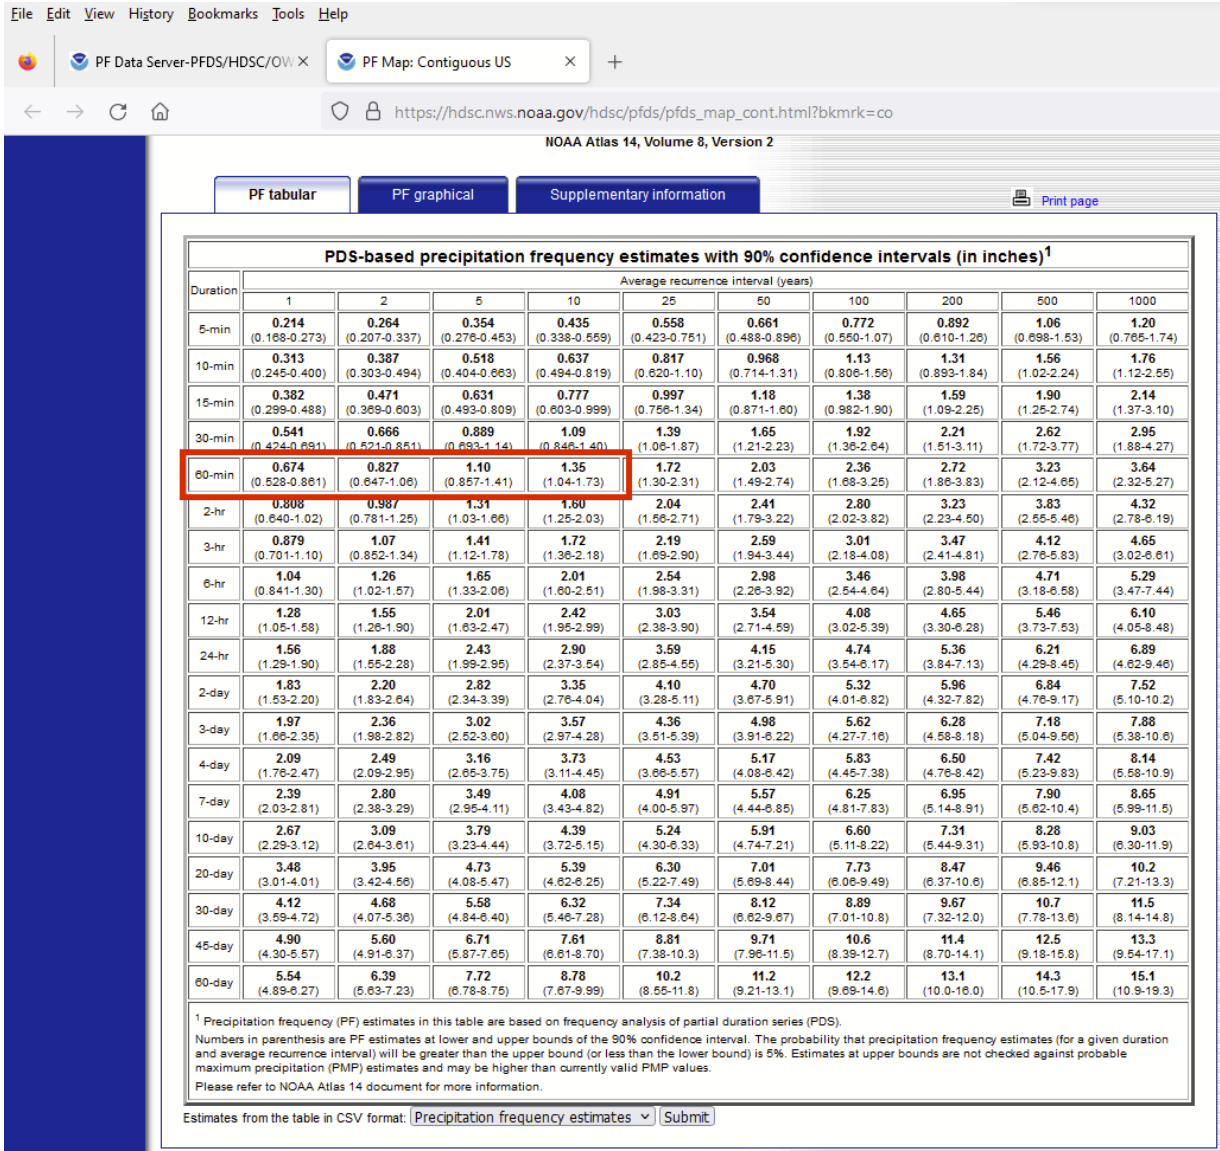 File Edit View History Bookmarks Tools Help
PF Data Server-PFDS/HDSC/OW × PF Map: Contiguous US × +
https://hdsc.nws.noaa.gov/hdsc/pfds/pfds_map_cont.html?bkmrk=co
NOAA Atlas 14, Volume 8, Version 2
PF tabular PF graphical Supplementary information Print page
PDS-based precipitation frequency estimates with 90% confidence intervals (in inches)1
Duration Average recurrence interval (years)
1 2 5 10 25 50 100 200 500 1000
5-min 0.214 0.264 0.354 0.435 0.558 0.661 0.772 0.892 1.06 1.20
(0.168-0.273) (0.207-0.337) (0.276-0.453) (0.338-0.559) (0.423-0.751) (0.488-0.896) (0.550-1.07) (0.610-1.26) (0.698-1.53) (0.765-1.74)
10-min 0.313 0.387 0.518 0.637 0.817 0.968 1.13 1.31 1.56 1.76
(0.245-0.400) (0.303-0.494) (0.404-0.663) (0.494-0.819) (0.620-1.10) (0.714-1.31) (0.806-1.56) (0.893-1.84) (1.02-2.24) (1.12-2.55)
15-min 0.382 0.471 0.631 0.777 0.997 1.18 1.38 1.59 1.90 2.14
(0.299-0.488) (0.369-0.603) (0.493-0.809) (0.603-0.999) (0.756-1.34) (0.871-1.60) (0.982-1.90) (1.09-2.25) (1.25-2.74) (1.37-3.10)
30-min 0.541 0.666 0.889 1.09 1.39 1.65 1.92 2.21 2.62 2.95
(0.424-0.691) (0.521-0.851) (0.693-1.14) (0.846-1.40) (1.06-1.87) (1.21-2.23) (1.36-2.64) (1.51-3.11) (1.72-3.77) (1.88-4.27)
60-min 0.674 0.827 1.10 1.35 1.72 2.03 2.36 2.72 3.23 3.64
(0.528-0.861) (0.647-1.06) (0.857-1.41) (1.04-1.73) (1.30-2.31) (1.49-2.74) (1.68-3.25) (1.86-3.83) (2.12-4.65) (2.32-5.27)
2-hr 0.808 0.987 1.31 1.60 2.04 2.41 2.80 3.23 3.83 4.32
(0.640-1.02) (0.781-1.25) (1.03-1.66) (1.25-2.03) (1.56-2.71) (1.79-3.22) (2.02-3.82) (2.23-4.50) (2.55-5.46) (2.78-6.19)
3-hr 0.879 1.07 1.41 1.72 2.19 2.59 3.01 3.47 4.12 4.65
(0.701-1.10) (0.852-1.34) (1.12-1.78) (1.36-2.18) (1.69-2.90) (1.94-3.44) (2.18-4.08) (2.41-4.81) (2.76-5.83) (3.02-6.61)
6-hr 1.04 1.26 1.65 2.01 2.54 2.98 3.46 3.98 4.71 5.29
(0.841-1.30) (1.02-1.57) (1.33-2.06) (1.60-2.51) (1.98-3.31) (2.26-3.92) (2.54-4.64) (2.80-5.44) (3.18-6.58) (3.47-7.44)
12-hr 1.28 1.55 2.01 2.42 3.03 3.54 4.08 4.65 5.46 6.10
(1.05-1.58) (1.26-1.90) (1.63-2.47) (1.95-2.99) (2.38-3.90) (2.71-4.59) (3.02-5.39) (3.30-6.28) (3.73-7.53) (4.05-8.48)
24-hr 1.56 1.88 2.43 2.90 3.59 4.15 4.74 5.36 6.21 6.89
(1.29-1.90) (1.55-2.28) (1.99-2.95) (2.37-3.54) (2.85-4.55) (3.21-5.30) (3.54-6.17) (3.84-7.13) (4.29-8.45) (4.62-9.46)
2-day 1.83 2.20 2.82 3.35 4.10 4.70 5.32 5.96 6.84 7.52
(1.53-2.20) (1.83-2.64) (2.34-3.39) (2.76-4.04) (3.28-5.11) (3.67-5.91) (4.01-6.82) (4.32-7.82) (4.76-9.17) (5.10-10.2)
3-day 1.97 2.36 3.02 3.57 4.36 4.98 5.62 6.28 7.18 7.88
(1.66-2.35) (1.98-2.82) (2.52-3.60) (2.97-4.28) (3.51-5.39) (3.91-6.22) (4.27-7.16) (4.58-8.18) (5.04-9.56) (5.38-10.6)
4-day 2.09 2.49 3.16 3.73 4.53 5.17 5.83 6.50 7.42 8.14
(1.76-2.47) (2.09-2.95) (2.65-3.75) (3.11-4.45) (3.66-5.57) (4.08-6.42) (4.45-7.38) (4.76-8.42) (5.23-9.83) (5.58-10.9)
7-day 2.39 2.80 3.49 4.08 4.91 5.57 6.25 6.95 7.90 8.65
(2.03-2.81) (2.38-3.29) (2.95-4.11) (3.43-4.82) (4.00-5.97) (4.44-6.85) (4.81-7.83) (5.14-8.91) (5.62-10.4) (5.99-11.5)
10-day 2.67 3.09 3.79 4.39 5.24 5.91 6.60 7.31 8.28 9.03
(2.29-3.12) (2.64-3.61) (3.23-4.44) (3.72-5.15) (4.30-6.33) (4.74-7.21) (5.11-8.22) (5.44-9.31) (5.93-10.8) (6.30-11.9)
20-day 3.48 3.95 4.73 5.39 6.30 7.01 7.73 8.47 9.46 10.2
(3.01-4.01) (3.42-4.56) (4.08-5.47) (4.62-6.25) (5.22-7.49) (5.69-8.44) (6.06-9.49) (6.37-10.6) (6.85-12.1) (7.21-13.3)
30-day 4.12 4.68 5.58 6.32 7.34 8.12 8.89 9.67 10.7 11.5
(3.59-4.72) (4.07-5.36) (4.84-6.40) (5.46-7.28) (6.12-8.64) (6.62-9.67) (7.01-10.8) (7.32-12.0) (7.78-13.6) (8.14-14.8)
45-day 4.90 5.60 6.71 7.61 8.81 9.71 10.6 11.4 12.5 13.3
(4.30-5.57) (4.91-6.37) (5.87-7.65) (6.61-8.70) (7.38-10.3) (7.96-11.5) (8.39-12.7) (8.70-14.1) (9.18-15.8) (9.54-17.1)
60-day 5.54 6.39 7.72 8.78 10.2 11.2 12.2 13.1 14.3 15.1
(4.89-6.27) (5.63-7.23) (6.78-8.75) (7.67-9.99) (8.55-11.8) (9.21-13.1) (9.69-14.6) (10.0-16.0) (10.5-17.9) (10.9-19.3)
1 Precipitation frequency (PF) estimates in this table are based on frequency analysis of partial duration series (PDS).
Numbers in parenthesis are PF estimates at lower and upper bounds of the 90% confidence interval. The probability that precipitation frequency estimates (for a given duration
and average recurrence interval) will be greater than the upper bound (or less than the lower bound) is 5%. Estimates at upper bounds are not checked against probable
maximum precipitation (PMP) estimates and may be higher than currently valid PMP values.
Please refer to NOAA Atlas 14 document for more information.
Estimates from the table in CSV format: Precipitation frequency estimates Submit